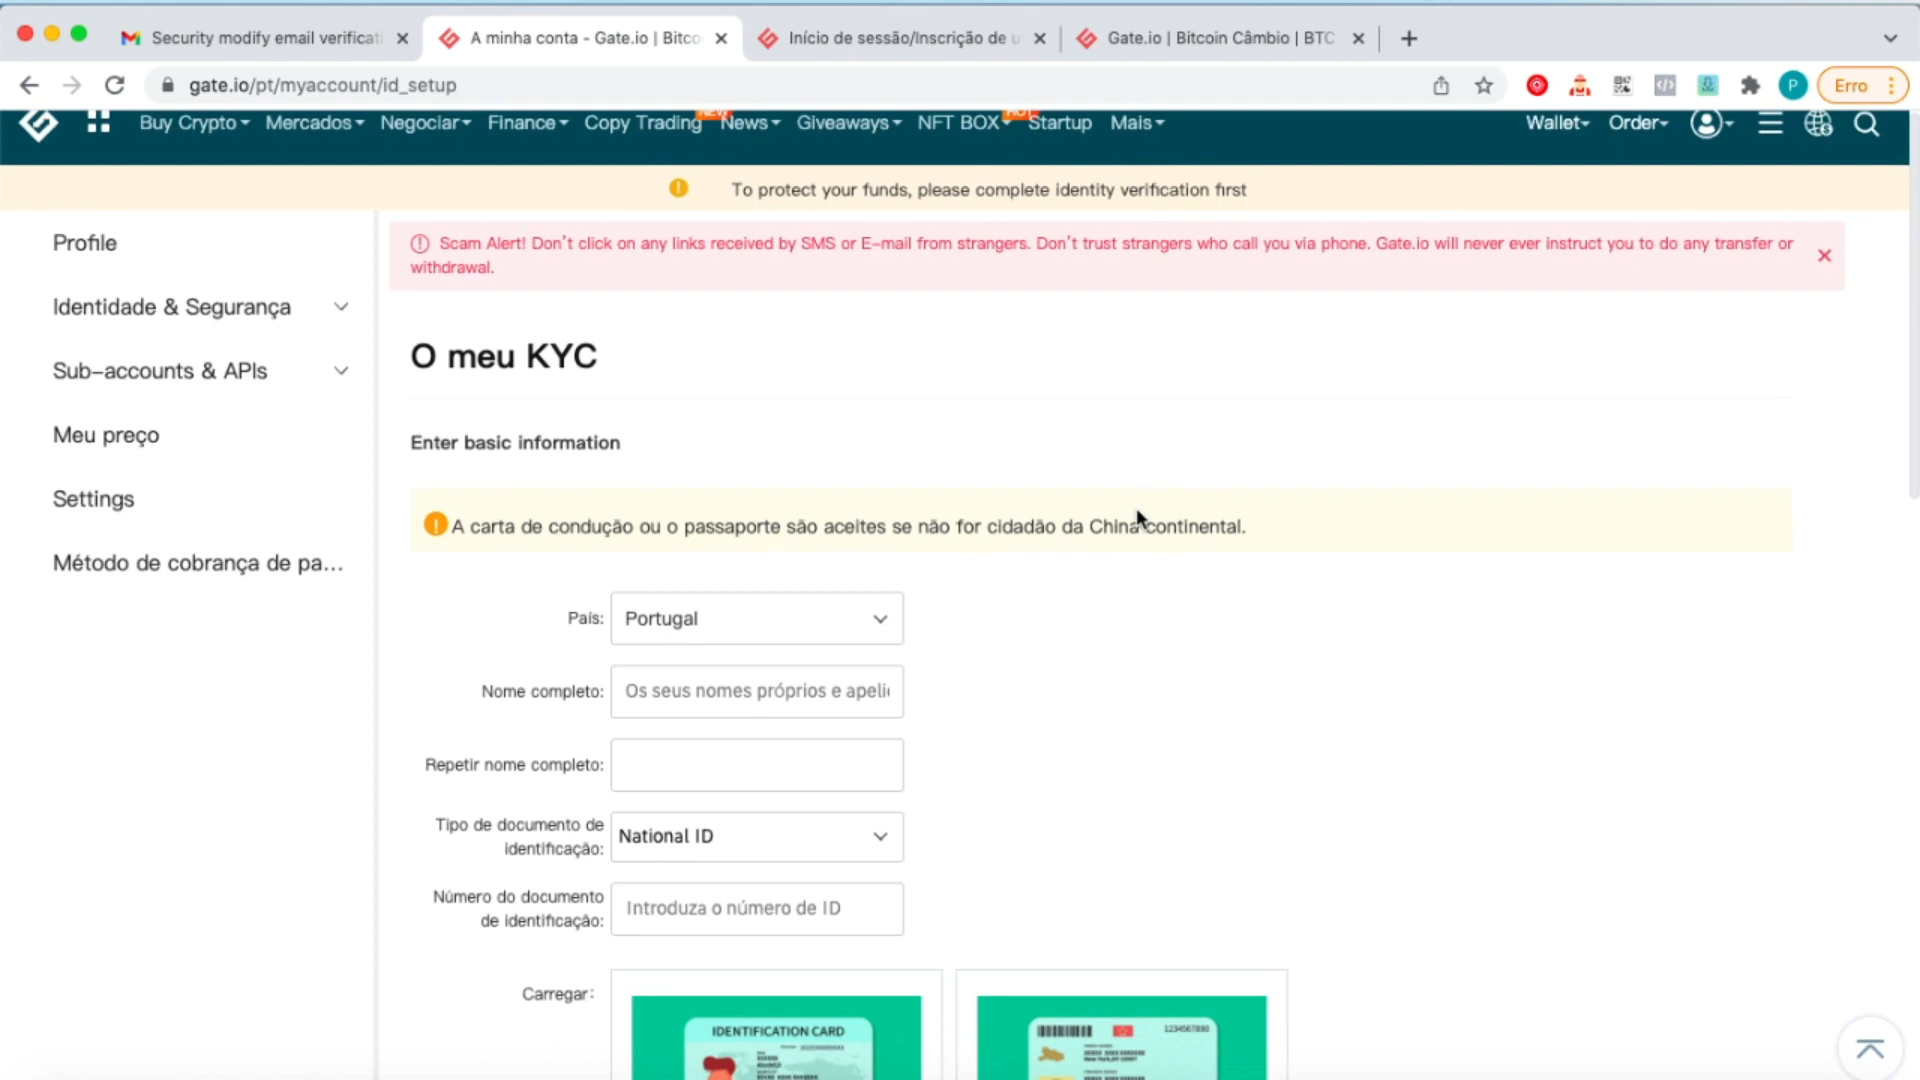 Security modify email verificati
A minha conta - Gate.io | Bitco
Início de sessão/Inscrição de u
Gate.io | Bitcoin Câmbio | BTC
gate.io/pt/myaccount/id_setup
P
Erro
Buy Crypto
Mercados
Negociar
Finance
Copy Trading
NEW
News
Giveaways
NFT BOX
HOT
Startup
Mais
Wallet
Order
To protect your funds, please complete identity verification first
Profile
Identidade & Segurança
Sub-accounts & APIs
Meu preço
Settings
Método de cobrança de pa...
Scam Alert! Don't click on any links received by SMS or E-mail from strangers. Don't trust strangers who call you via phone. Gate.io will never ever instruct you to do any transfer or
withdrawal.
O meu KYC
Enter basic information
A carta de condução ou o passaporte são aceites se não for cidadão da China continental.
País:
Portugal
Nome completo:
Os seus nomes próprios e apeli
Repetir nome completo:
Tipo de documento de
identificação:
National ID
Número do documento
de identificação:
Introduza o número de ID
Carregar:
IDENTIFICATION CARD
1234567890